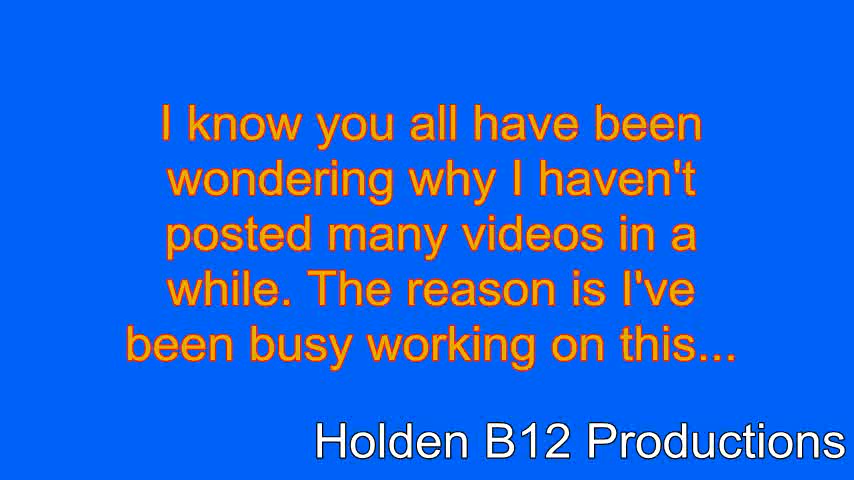 I know you all have been
wondering why I haven't
posted many videos in a
while. The reason is I've
been busy working on this...
Holden B12 Productions